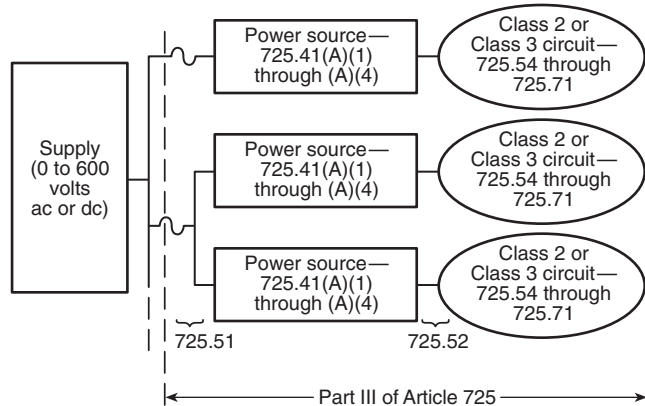 Power source—
725.41(A)(1)
through (A)(4)
Class 2 or
Class 3 circuit—
725.54 through
725.71
Supply
(0 to 600
volts
ac or dc)
Power source—
725.41(A)(1)
through (A)(4)
Class 2 or
Class 3 circuit—
725.54 through
725.71
Power source—
725.41(A)(1)
through (A)(4)
Class 2 or
Class 3 circuit—
725.54 through
725.71
725.51
725.52
Part III of Article 725